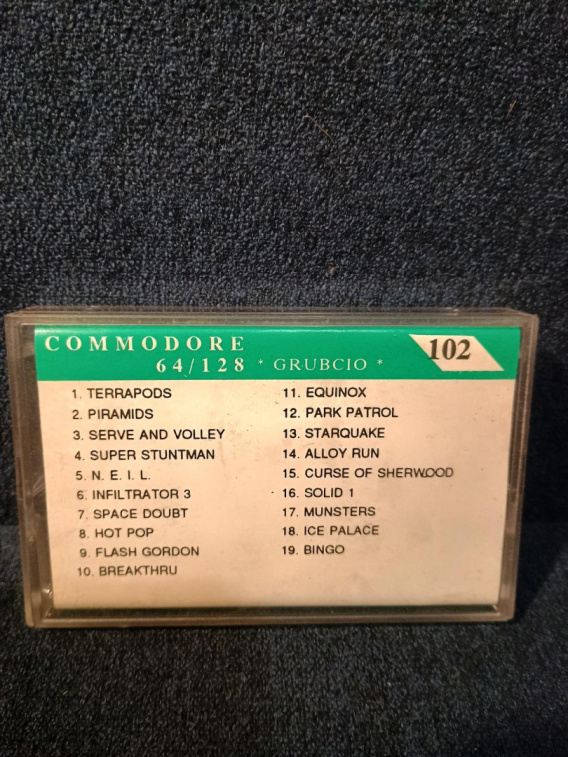 COMMODORE
64/128 * GRUBCIO *
102
1. TERRAPODS
2. PIRAMIDS
3. SERVE AND VOLLEY
4. SUPER STUNTMAN
5. N. E. I. L.
6. INFILTRATOR 3
7. SPACE DOUBT
8. HOT POP
9. FLASH GORDON
10. BREAKTHRU
11. EQUINOX
12. PARK PATROL
13. STARQUAKE
14. ALLOY RUN
15. CURSE OF SHERWOOD
16. SOLID 1
17. MUNSTERS
18. ICE PALACE
19. BINGO